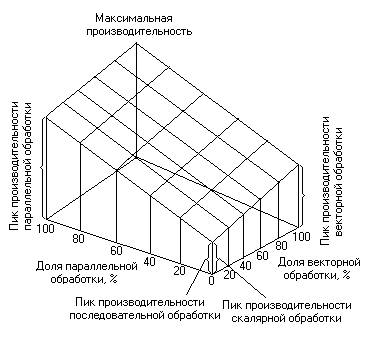 Максимальная
производительность
Пик производительности
параллельной обработки
Пик производительности
векторной обработки
100
80
60
40
20
0
20
40
60
80
100
Доля параллельной
обработки, %
Доля векторной
обработки, %
Пик производительности
последовательной обработки
Пик производительности
скалярной обработки